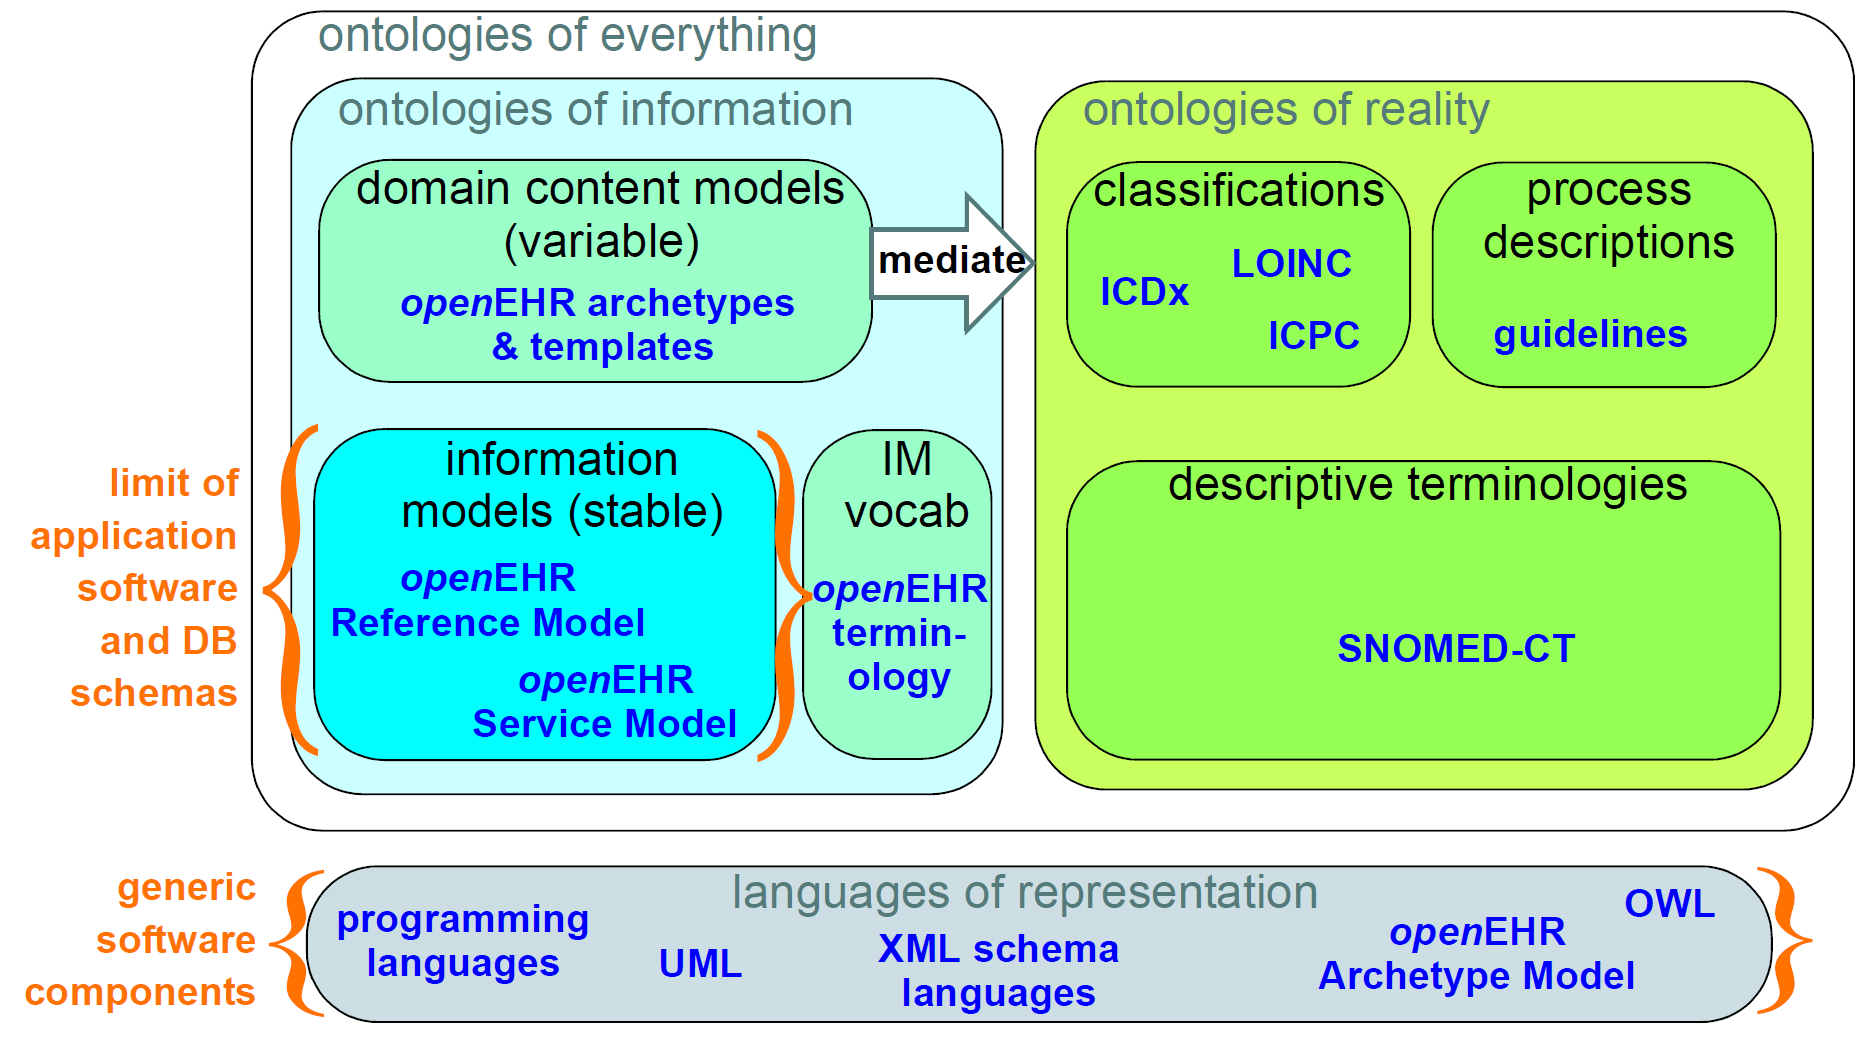 ontologies of everything
ontologies of information
domain content models
(variable)
openEHR archetypes
& templates
mediate
ontologies of reality
classifications
ICDx
LOINC
ICPC
process
descriptions
guidelines
limit of
application
software
and DB
schemas
information
models (stable)
openEHR
Reference Model
openEHR
Service Model
IM
vocab
openEHR
termin-
ology
descriptive terminologies
SNOMED-CT
generic
software
components
languages of representation
programming
languages
UML
XML schema
languages
openEHR
Archetype Model
OWL